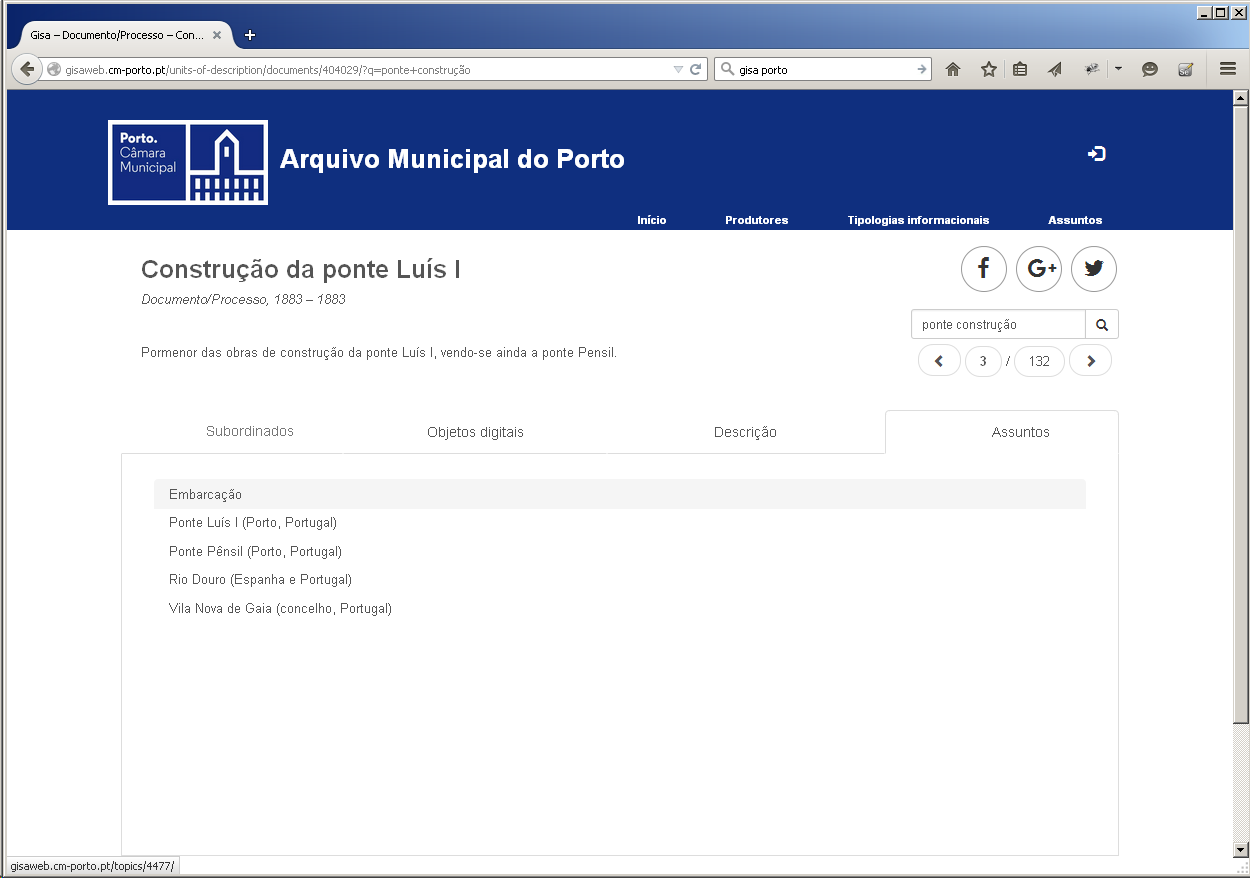 Gisa – Documento/Processo – Con...
gisaweb.cm-porto.pt/units-of-description/documents/404029/?q=ponte+construção
gisa porto
Porto.
Câmara
Municipal
Arquivo Municipal do Porto
Início Produtores Tipologias informacionais Assuntos
Construção da ponte Luís I
Documento/Processo, 1883 – 1883
ponte construção
Pormenor das obras de construção da ponte Luís I, vendo-se ainda a ponte Pensil.
3 / 132
Subordinados Objetos digitais Descrição Assuntos
Embarcação
Ponte Luís I (Porto, Portugal)
Ponte Pênsil (Porto, Portugal)
Rio Douro (Espanha e Portugal)
Vila Nova de Gaia (concelho, Portugal)
gisaweb.cm-porto.pt/topics/4477/